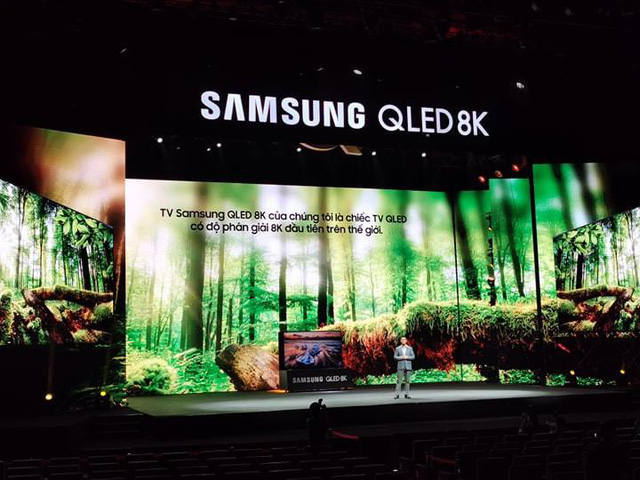 SAMSUNG QLED 8K
TV Samsung QLED 8K của chúng tôi là chiếc TV QLED
có độ phân giải 8K đầu tiên trên thế giới.
SAMSUNG QLED 8K